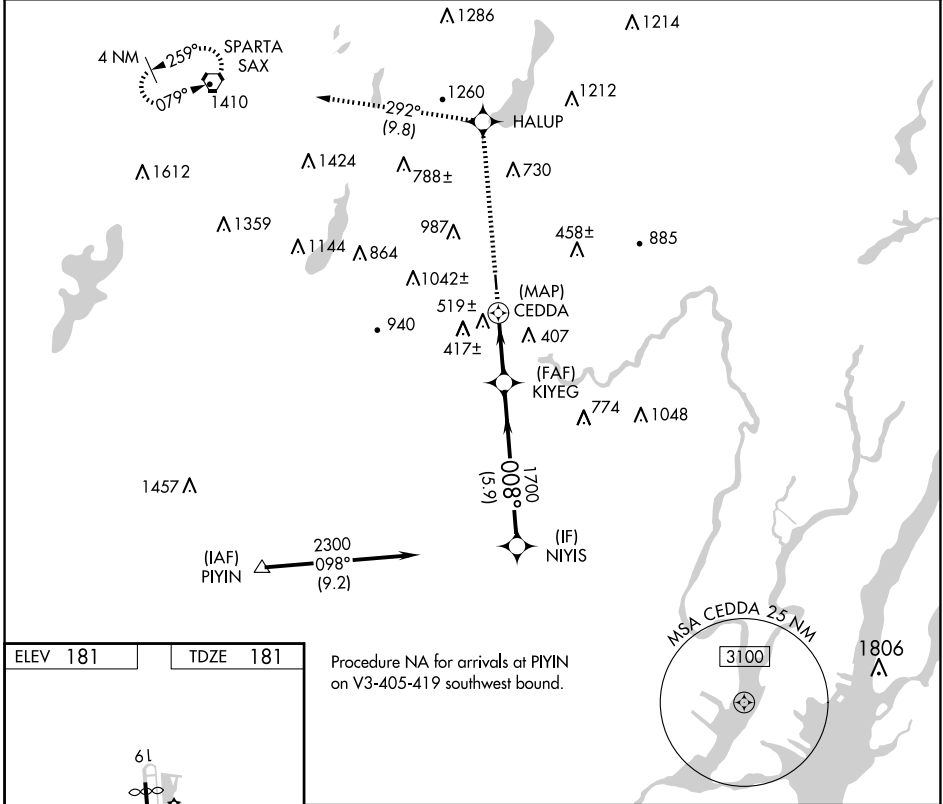 1286
1214
4 NM
259°
SPARTA
SAX
079°
1410
1260
1212
292°
(9.8)
HALUP
1612
1424
788±
730
1359
987
458±
885
1144
864
1042±
(MAP)
CEDDA
519±
940
417±
407
(FAF)
KIYEG
774
1048
1457
1700
008°
(5.9)
(IAF)
PIYIN
2300
098°
(9.2)
(IF)
NIYIS
MSA CEDDA 25 NM
3100
1806
ELEV 181
TDZE 181
Procedure NA for arrivals at PIYIN
on V3-405-419 southwest bound.
19